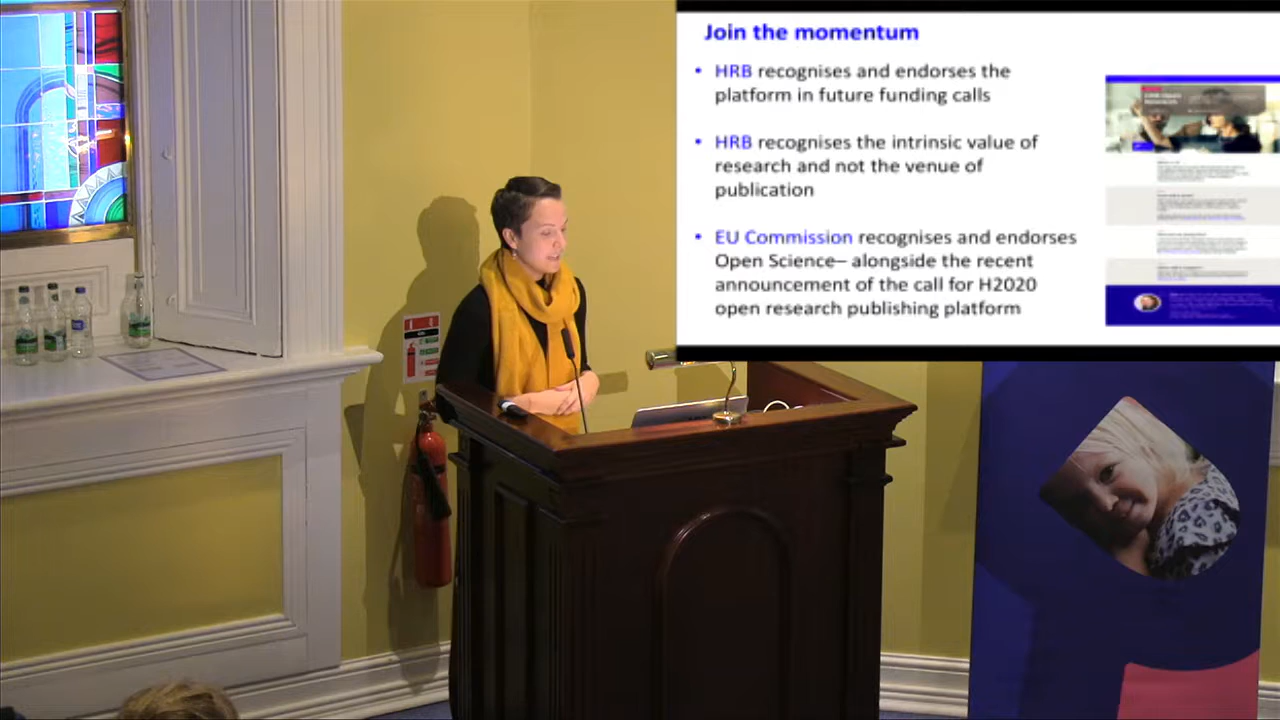 Join the momentum
• HRB recognises and endorses the
platform in future funding calls
• HRB recognises the intrinsic value of
research and not the venue of
publication
• EU Commission recognises and endorses
Open Science– alongside the recent
announcement of the call for H2020
open research publishing platform